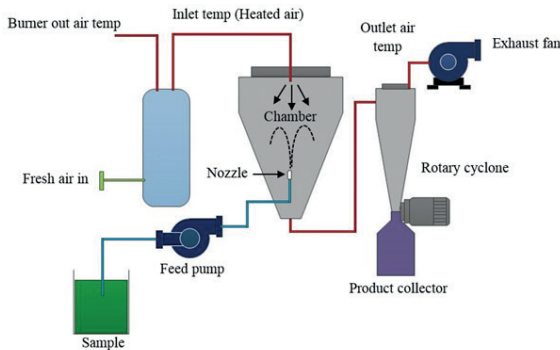 Burner out air temp
Inlet temp (Heated air)
Outlet air
temp
Exhaust fan
Chamber
Fresh air in
Nozzle
Rotary cyclone
Feed pump
Product collector
Sample